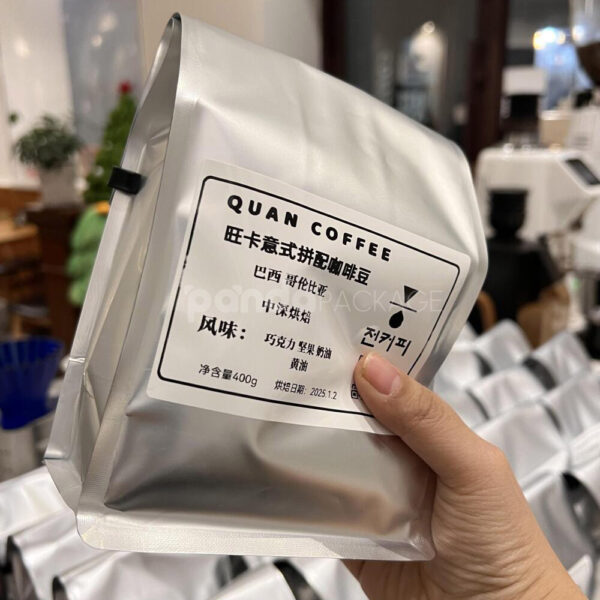 QUAN COFFEE
旺卡意式拼配咖啡豆
巴西 哥伦比亚
PACKAGE
中深烘焙
전커피
风味： 巧克力 坚果 奶油
黄油
净含量400g 烘焙日期：2025.1.2